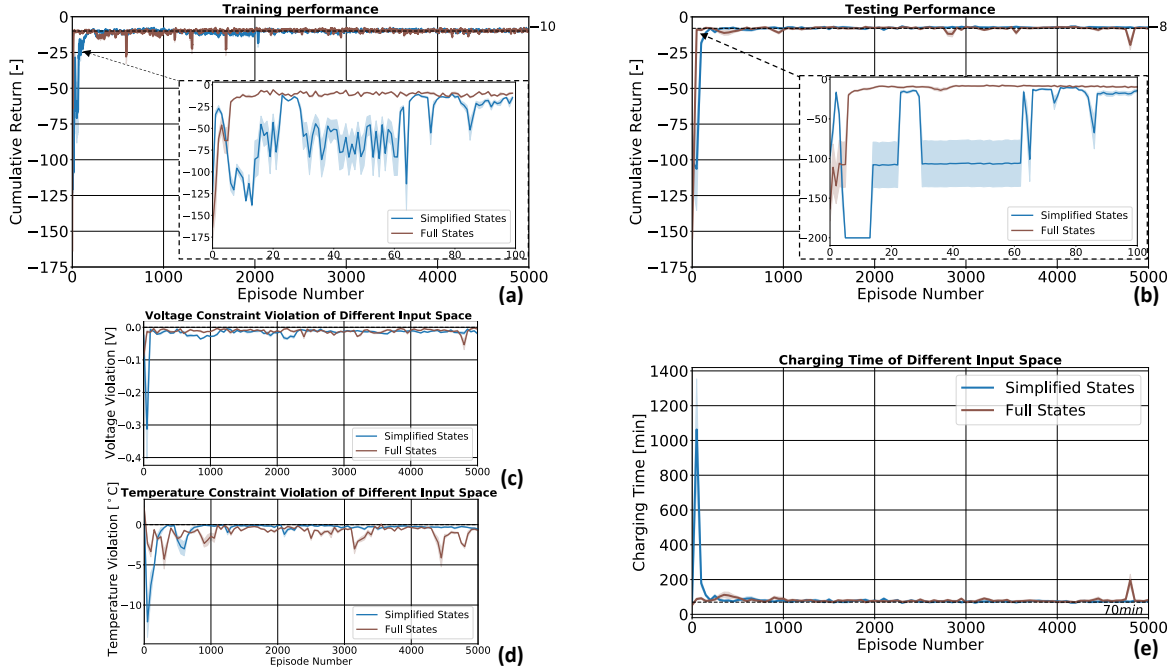 Training performance
0
−25
−50
−75
−100
−125
−150
−175
Cumulative Return [-]
−10
0
−25
−50
−75
−100
−125
−150
−175
0
20
40
60
80
100
Simplified States
Full States
0
1000
2000
3000
4000
5000
Episode Number
(a)
Testing Performance
0
−25
−50
−75
−100
−125
−150
−175
Cumulative Return [-]
−8
0
−50
−100
−150
−200
0
20
40
60
80
100
Simplified States
Full States
0
1000
2000
3000
4000
5000
Episode Number
(b)
Voltage Constraint Violation of Different Input Space
0.0
−0.1
−0.2
−0.3
−0.4
Voltage Violation [V]
Simplified States
Full States
0
1000
2000
3000
4000
5000
(c)
Temperature Constraint Violation of Different Input Space
0
−5
−10
Temperature Violation [°C]
Simplified States
Full States
0
1000
2000
3000
4000
5000
Episode Number
(d)
Charging Time of Different Input Space
1400
1200
1000
800
600
400
200
0
Charging Time [min]
Simplified States
Full States
70min
0
1000
2000
3000
4000
5000
Episode Number
(e)